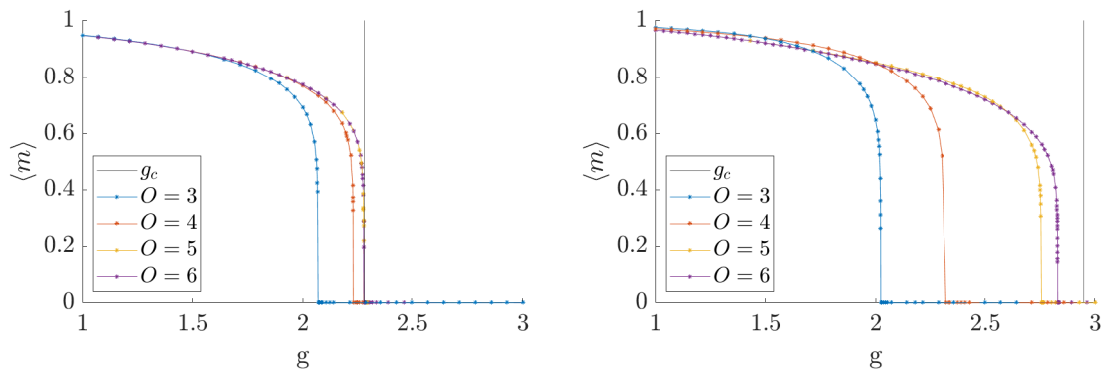 1
0.8
0.6
0.4
0.2
0
⟨m⟩
g_c
O = 3
O = 4
O = 5
O = 6
1
1.5
2
2.5
3
g
1
0.8
0.6
0.4
0.2
0
⟨m⟩
g_c
O = 3
O = 4
O = 5
O = 6
1
1.5
2
2.5
3
g